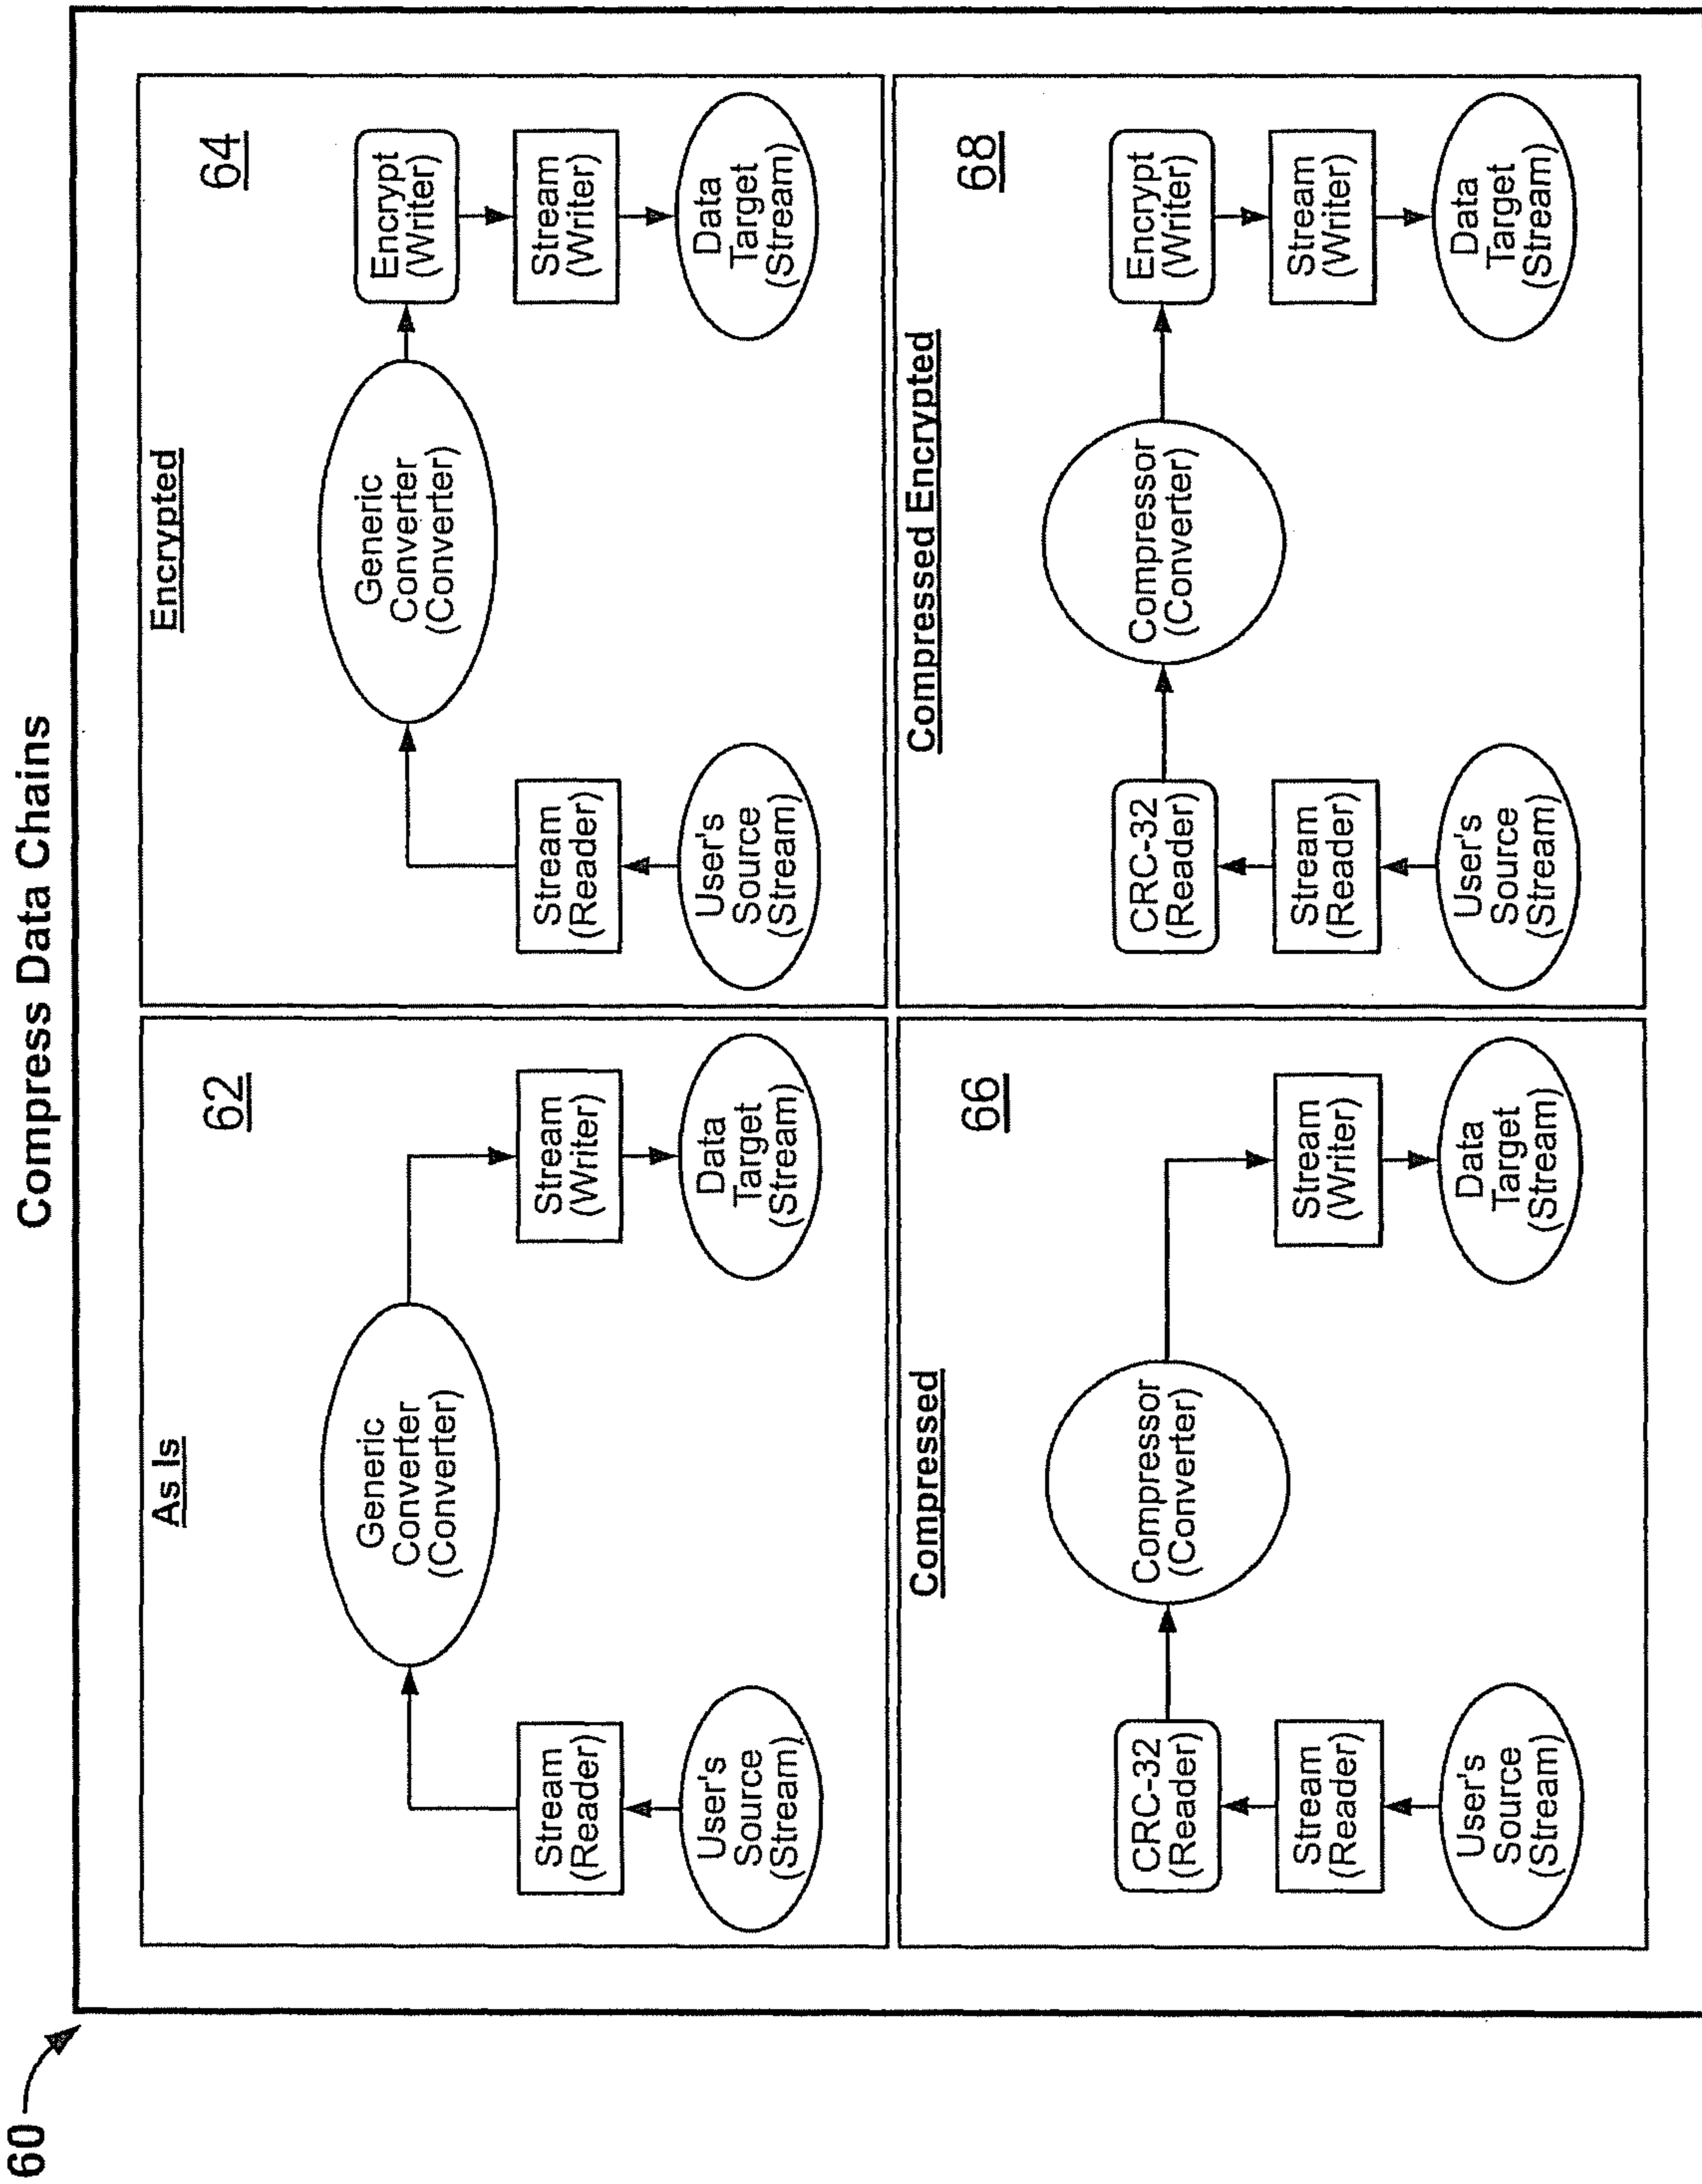 60
Compress Data Chains
As Is
62
Generic
Converter
(Converter)
Stream
(Reader)
User's
Source
(Stream)
Stream
(Writer)
Data
Target
(Stream)
Encrypted
64
Generic
Converter
(Converter)
Stream
(Reader)
User's
Source
(Stream)
Encrypt
(Writer)
Stream
(Writer)
Data
Target
(Stream)
Compressed
66
CRC-32
(Reader)
Stream
(Reader)
User's
Source
(Stream)
Compressor
(Converter)
Stream
(Writer)
Data
Target
(Stream)
Compressed Encrypted
68
CRC-32
(Reader)
Stream
(Reader)
User's
Source
(Stream)
Compressor
(Converter)
Encrypt
(Writer)
Stream
(Writer)
Data
Target
(Stream)